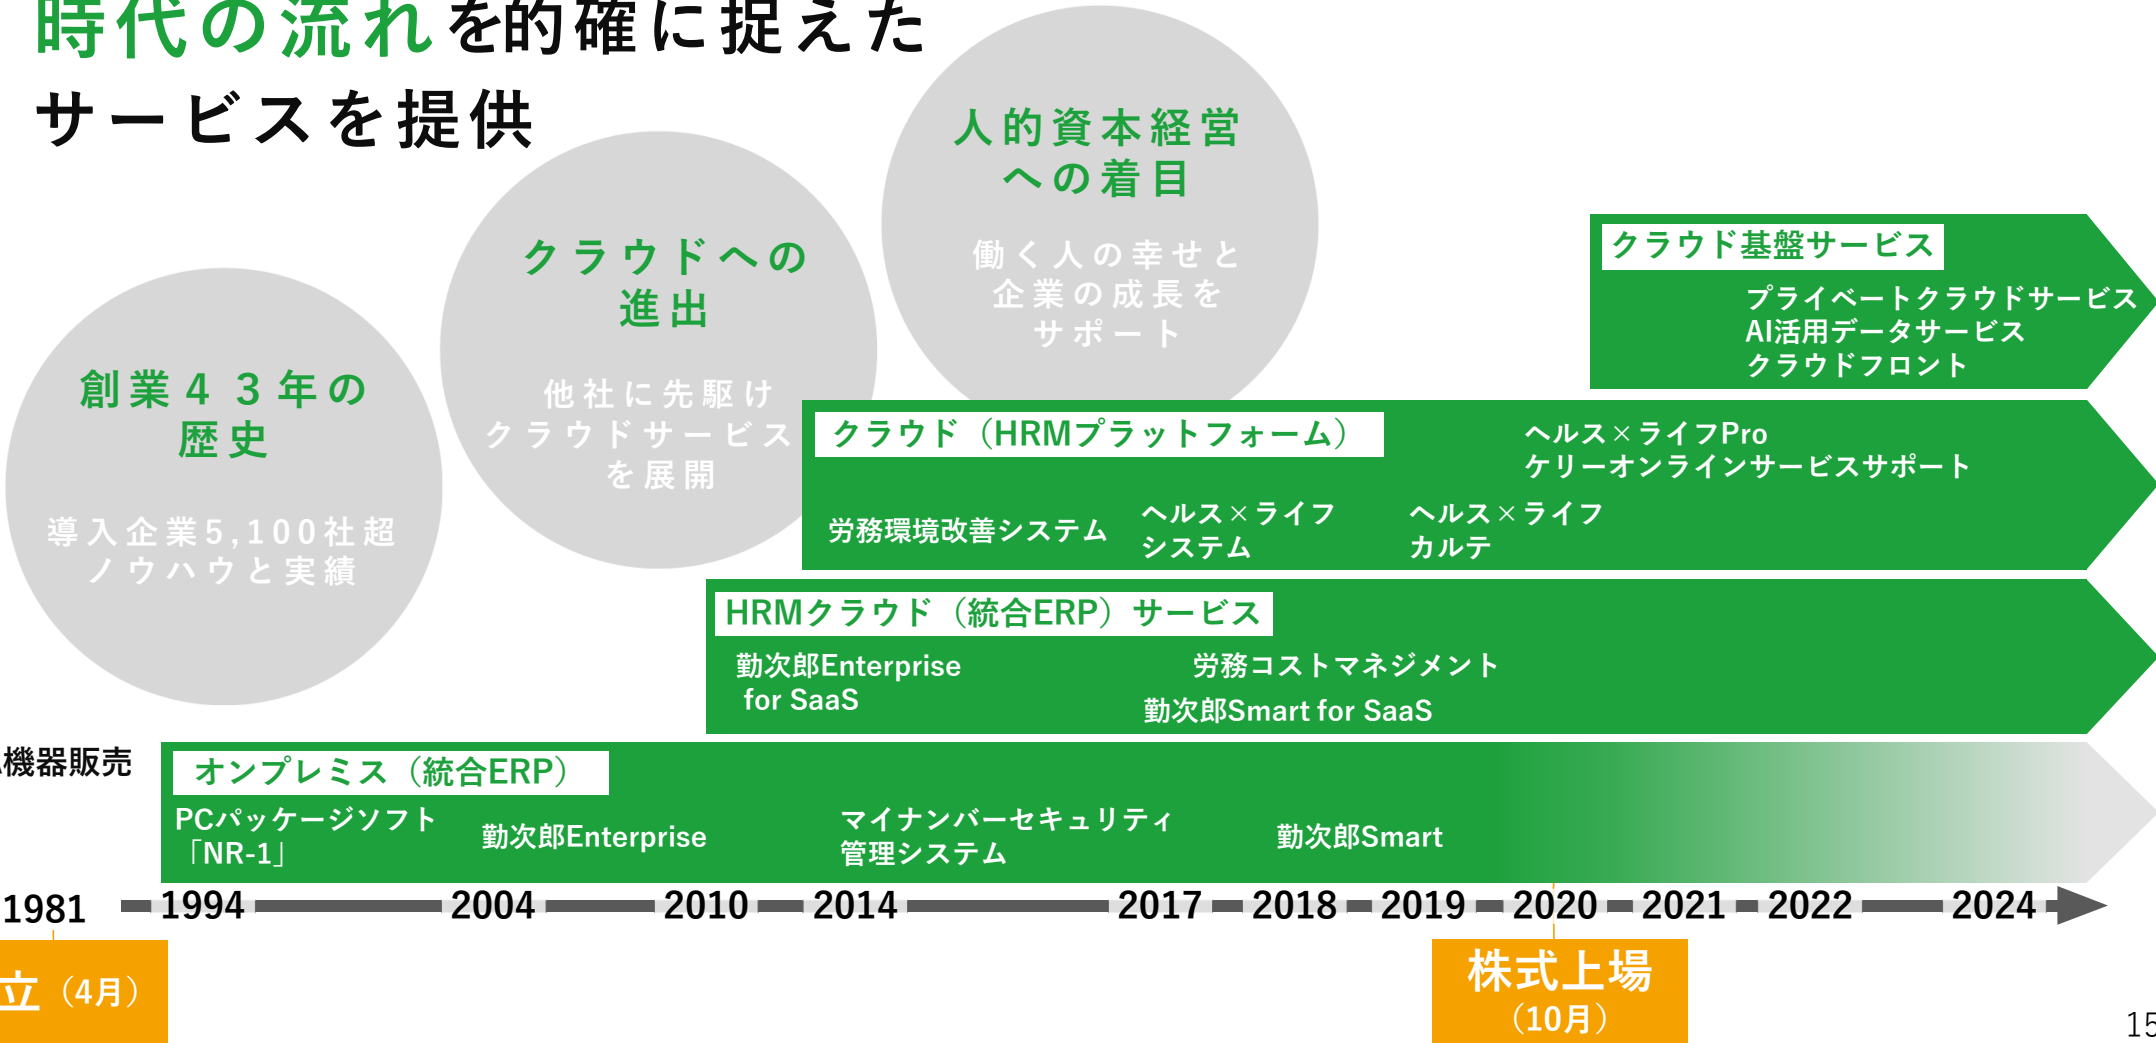 時代の流れを的確に捉えた
サービスを提供
人的資本経営
への着目
働く人の幸せと
企業の成長を
サポート
クラウドへの
進出
他社に先駆け
クラウドサービス
を展開
創業４３年の
歴史
導入企業5,100社超
ノウハウと実績
クラウド基盤サービス
プライベートクラウドサービス
AI活用データサービス
クラウドフロント
クラウド（HRMプラットフォーム）
ヘルス×ライフPro
ケリーオンラインサービスサポート
労務環境改善システム
ヘルス×ライフ
システム
ヘルス×ライフ
カルテ
HRMクラウド（統合ERP）サービス
勤次郎Enterprise
for SaaS
労務コストマネジメント
勤次郎Smart for SaaS
機器販売
オンプレミス（統合ERP）
PCパッケージソフト
「NR-1」
勤次郎Enterprise
マイナンバーセキュリティ
管理システム
勤次郎Smart
1981 1994 2004 2010 2014 2017 2018 2019 2020 2021 2022 2024
立（4月）
株式上場
（10月）
15